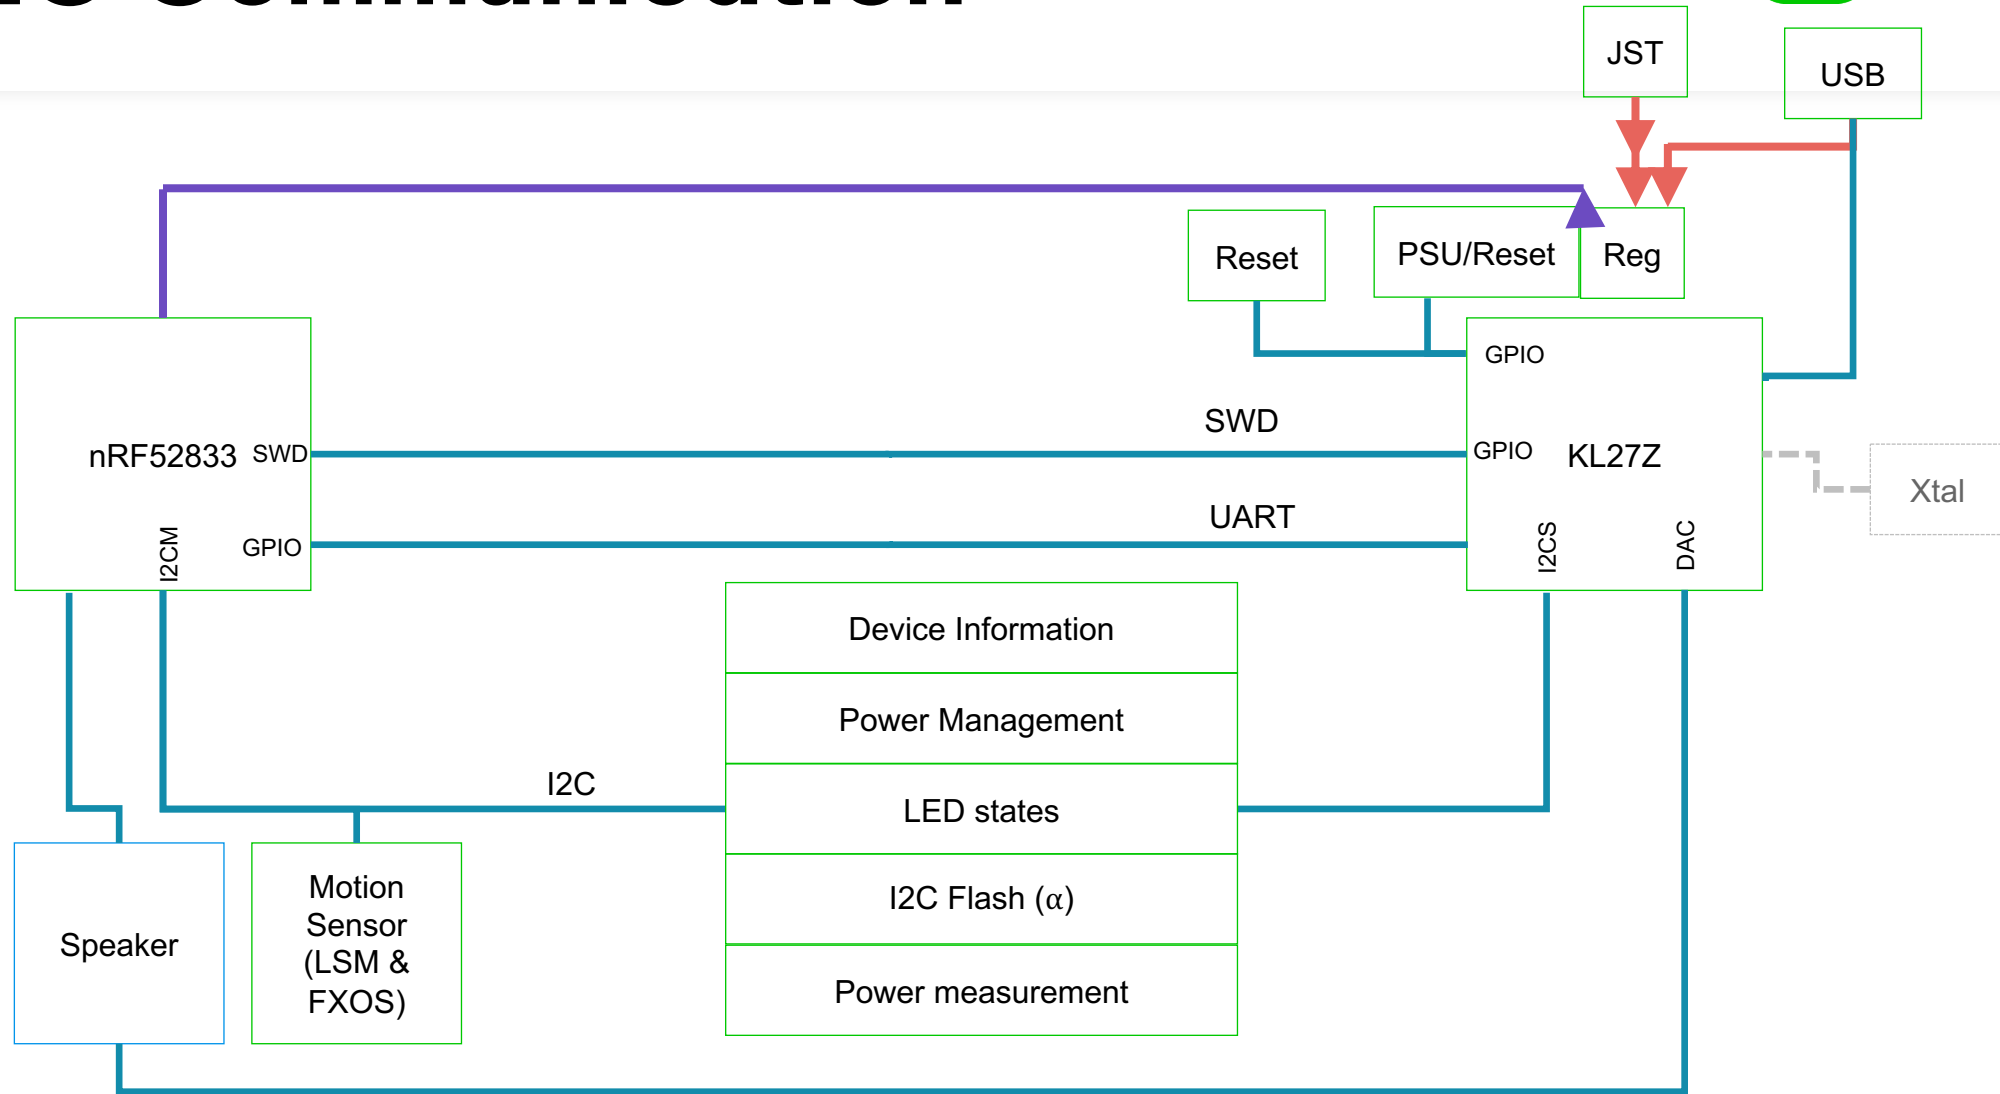 Communication
JST
USB
Reset
PSU/Reset
Reg
GPIO
SWD
nRF52833
SWD
GPIO
KL27Z
Xtal
UART
I2CM
GPIO
I2CS
DAC
Device Information
Power Management
I2C
LED states
I2C Flash (α)
Power measurement
Speaker
Motion
Sensor
(LSM &
FXOS)